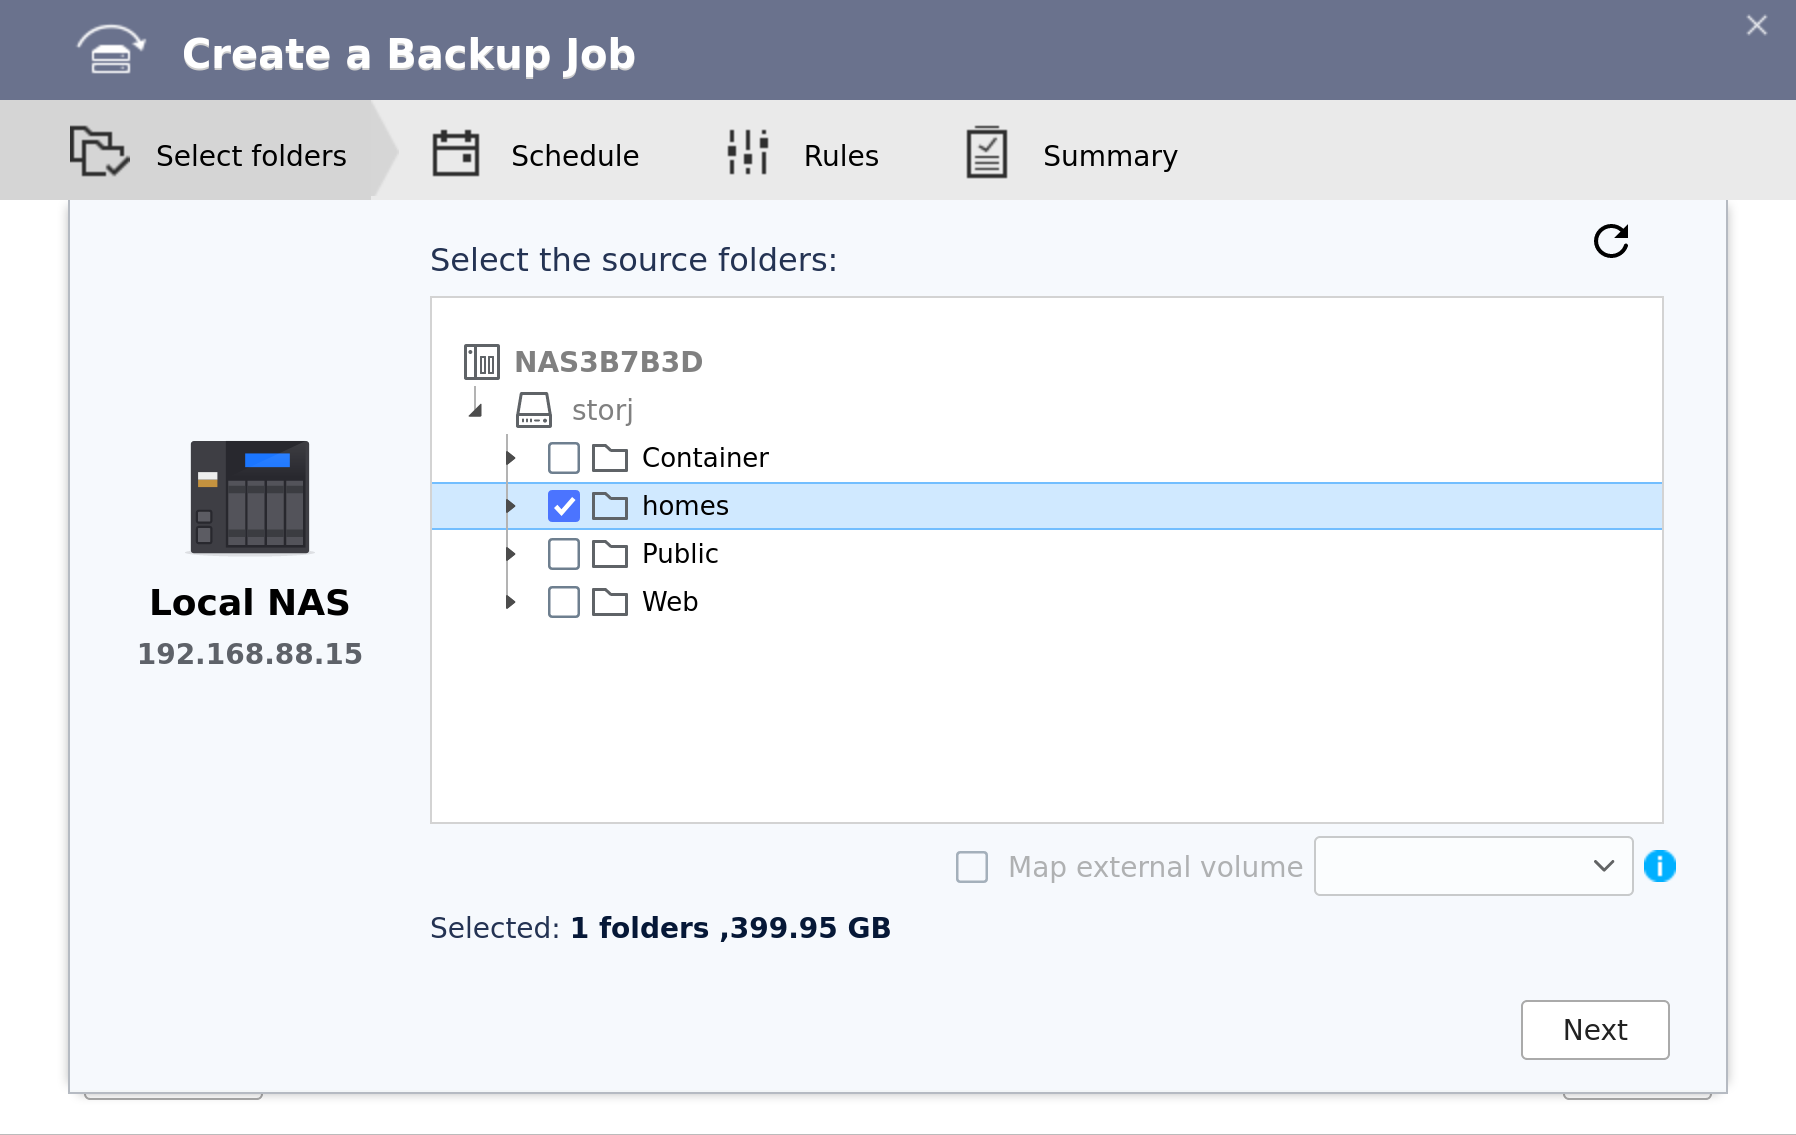 Create a Backup Job
Select folders
Schedule
Rules
Summary
Select the source folders:
NAS3B7B3D
storj
Container
homes
Public
Web
Local NAS
192.168.88.15
Map external volume
Selected: 1 folders ,399.95 GB
Next